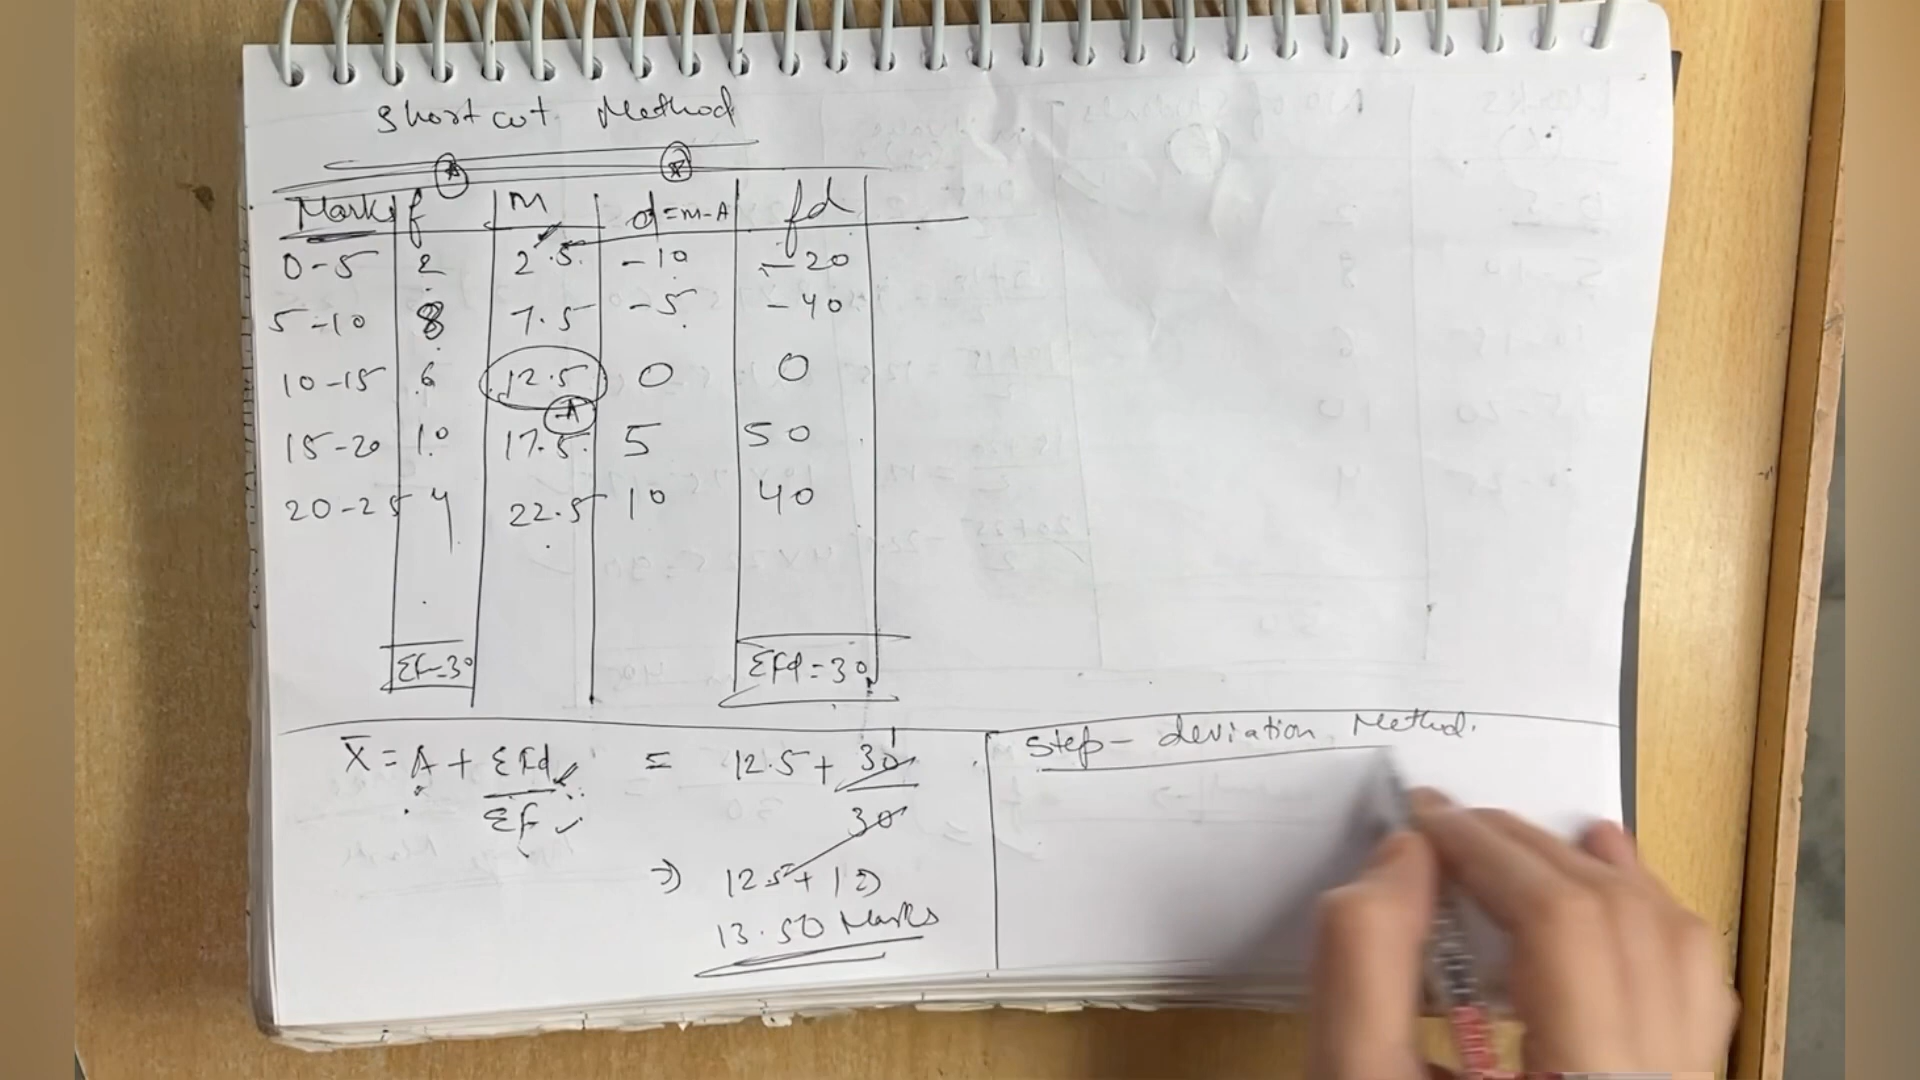 Shortcut Method
Marks f M d=m-A fd
0-5 2 2.5 -10 -20
5-10 8 7.5 -5 -40
10-15 6 12.5 0 0
A
15-20 10 17.5 5 50
20-25 4 22.5 10 40
Σf=30 Σfd=30
X̄ = A + Σfd / Σf = 12.5 + 30 / 30
1
⇒ 12.5+1
13.50 Marks
Step-deviation Method.